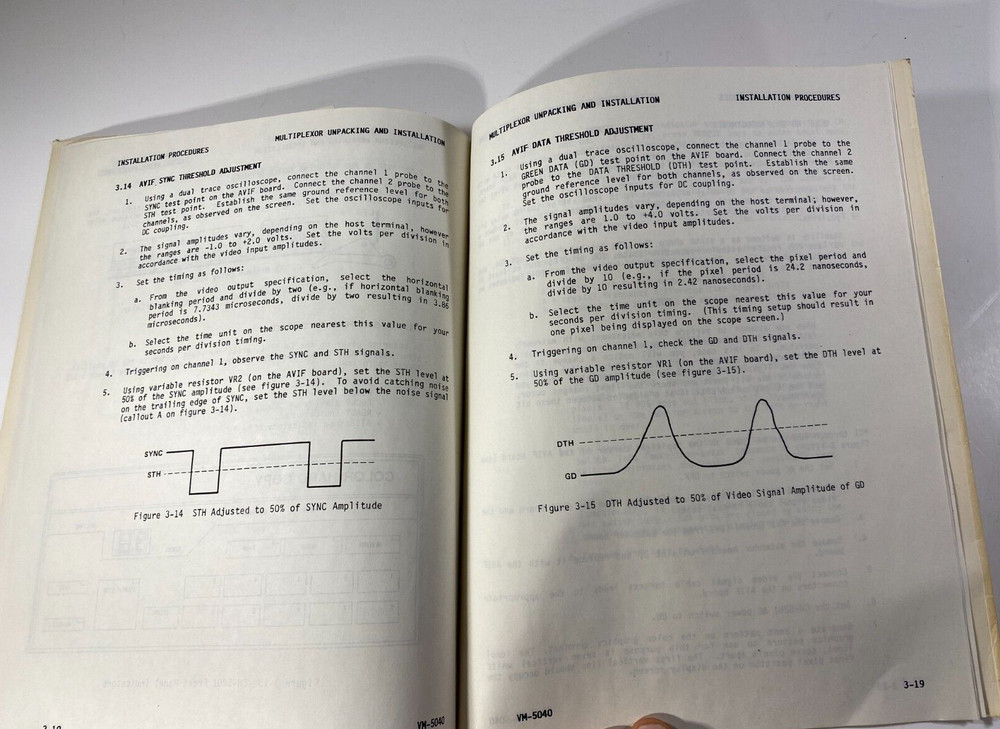 INSTALLATION PROCEDURES
MULTIPLEXOR UNPACKING AND INSTALLATION
3.14 AVIF SYNC THRESHOLD ADJUSTMENT
1. Using a dual trace oscilloscope, connect the channel 1 probe to the
SYNC test point on the AVIF board. Connect the channel 2 probe to the
STH test point. Establish the same ground reference level for both
channels, as observed on the screen. Set the oscilloscope inputs for
DC coupling.
2. The signal amplitudes vary, depending on the host terminal, however
the ranges are -1.0 to +2.0 volts. Set the volts per division in
accordance with the video input amplitudes.
3. Set the timing as follows:
a. From the video output specification, select the horizontal
blanking period and divide by two (e.g., if horizontal blanking
period is 7.7343 microseconds, divide by two resulting in 3.86
microseconds).
b. Select the time unit on the scope nearest this value for your
seconds per division timing.
4. Triggering on channel 1, observe the SYNC and STH signals.
5. Using variable resistor VR2 (on the AVIF board), set the STH level at
50% of the SYNC amplitude (see figure 3-14). To avoid catching noise
on the trailing edge of SYNC, set the STH level below the noise signal
(callout A on figure 3-14).
SYNC
STH
Figure 3-14 STH Adjusted to 50% of SYNC Amplitude
VM-5040
MULTIPLEXOR UNPACKING AND INSTALLATION
INSTALLATION PROCEDURES
3.15 AVIF DATA THRESHOLD ADJUSTMENT
1. Using a dual trace oscilloscope, connect the channel 1 probe to the
GREEN DATA (GD) test point on the AVIF board. Connect the channel 2
probe to the DATA THRESHOLD (DTH) test point. Establish the same
ground reference level for both channels, as observed on the screen.
Set the oscilloscope inputs for DC coupling.
2. The signal amplitudes vary, depending on the host terminal; however,
the ranges are 1.0 to +4.0 volts. Set the volts per division in
accordance with the video input amplitudes.
3. Set the timing as follows:
a. From the video output specification, select the pixel period and
divide by 10 (e.g., if the pixel period is 24.2 nanoseconds,
divide by 10 resulting in 2.42 nanoseconds).
b. Select the time unit on the scope nearest this value for your
seconds per division timing. (This timing setup should result in
one pixel being displayed on the scope screen.)
4. Triggering on channel 1, check the GD and DTH signals.
5. Using variable resistor VR1 (on the AVIF board), set the DTH level at
50% of the GD amplitude (see figure 3-15).
DTH
GD
Figure 3-15 DTH Adjusted to 50% of Video Signal Amplitude of GD
VM-5040
3-19